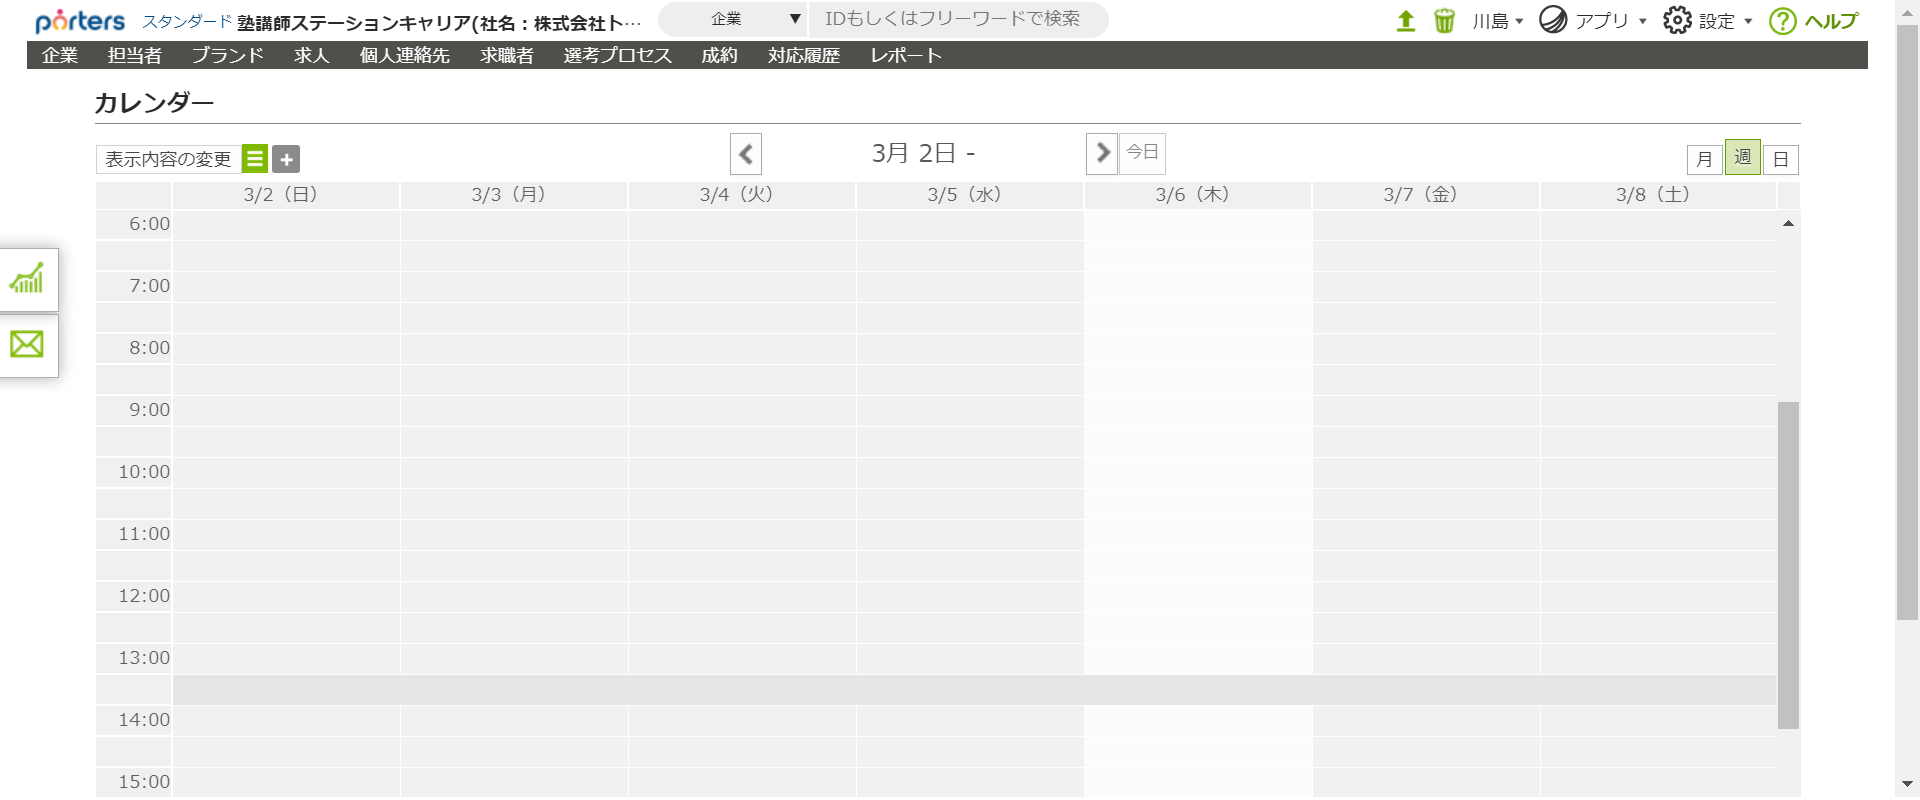 porters スタンダード 塾講師ステーションキャリア(社名：株式会社ト… 企業 ▼ IDもしくはフリーワードで検索 川島 ▼ アプリ ▼ 設定 ▼ ? ヘルプ
企業 担当者 ブランド 求人 個人連絡先 求職者 選考プロセス 成約 対応履歴 レポート
カレンダー
表示内容の変更 + 3月 2日 - 今日 月 週 日
3/2（日） 3/3（月） 3/4（火） 3/5（水） 3/6（木） 3/7（金） 3/8（土）
6:00
7:00
8:00
9:00
10:00
11:00
12:00
13:00
14:00
15:00